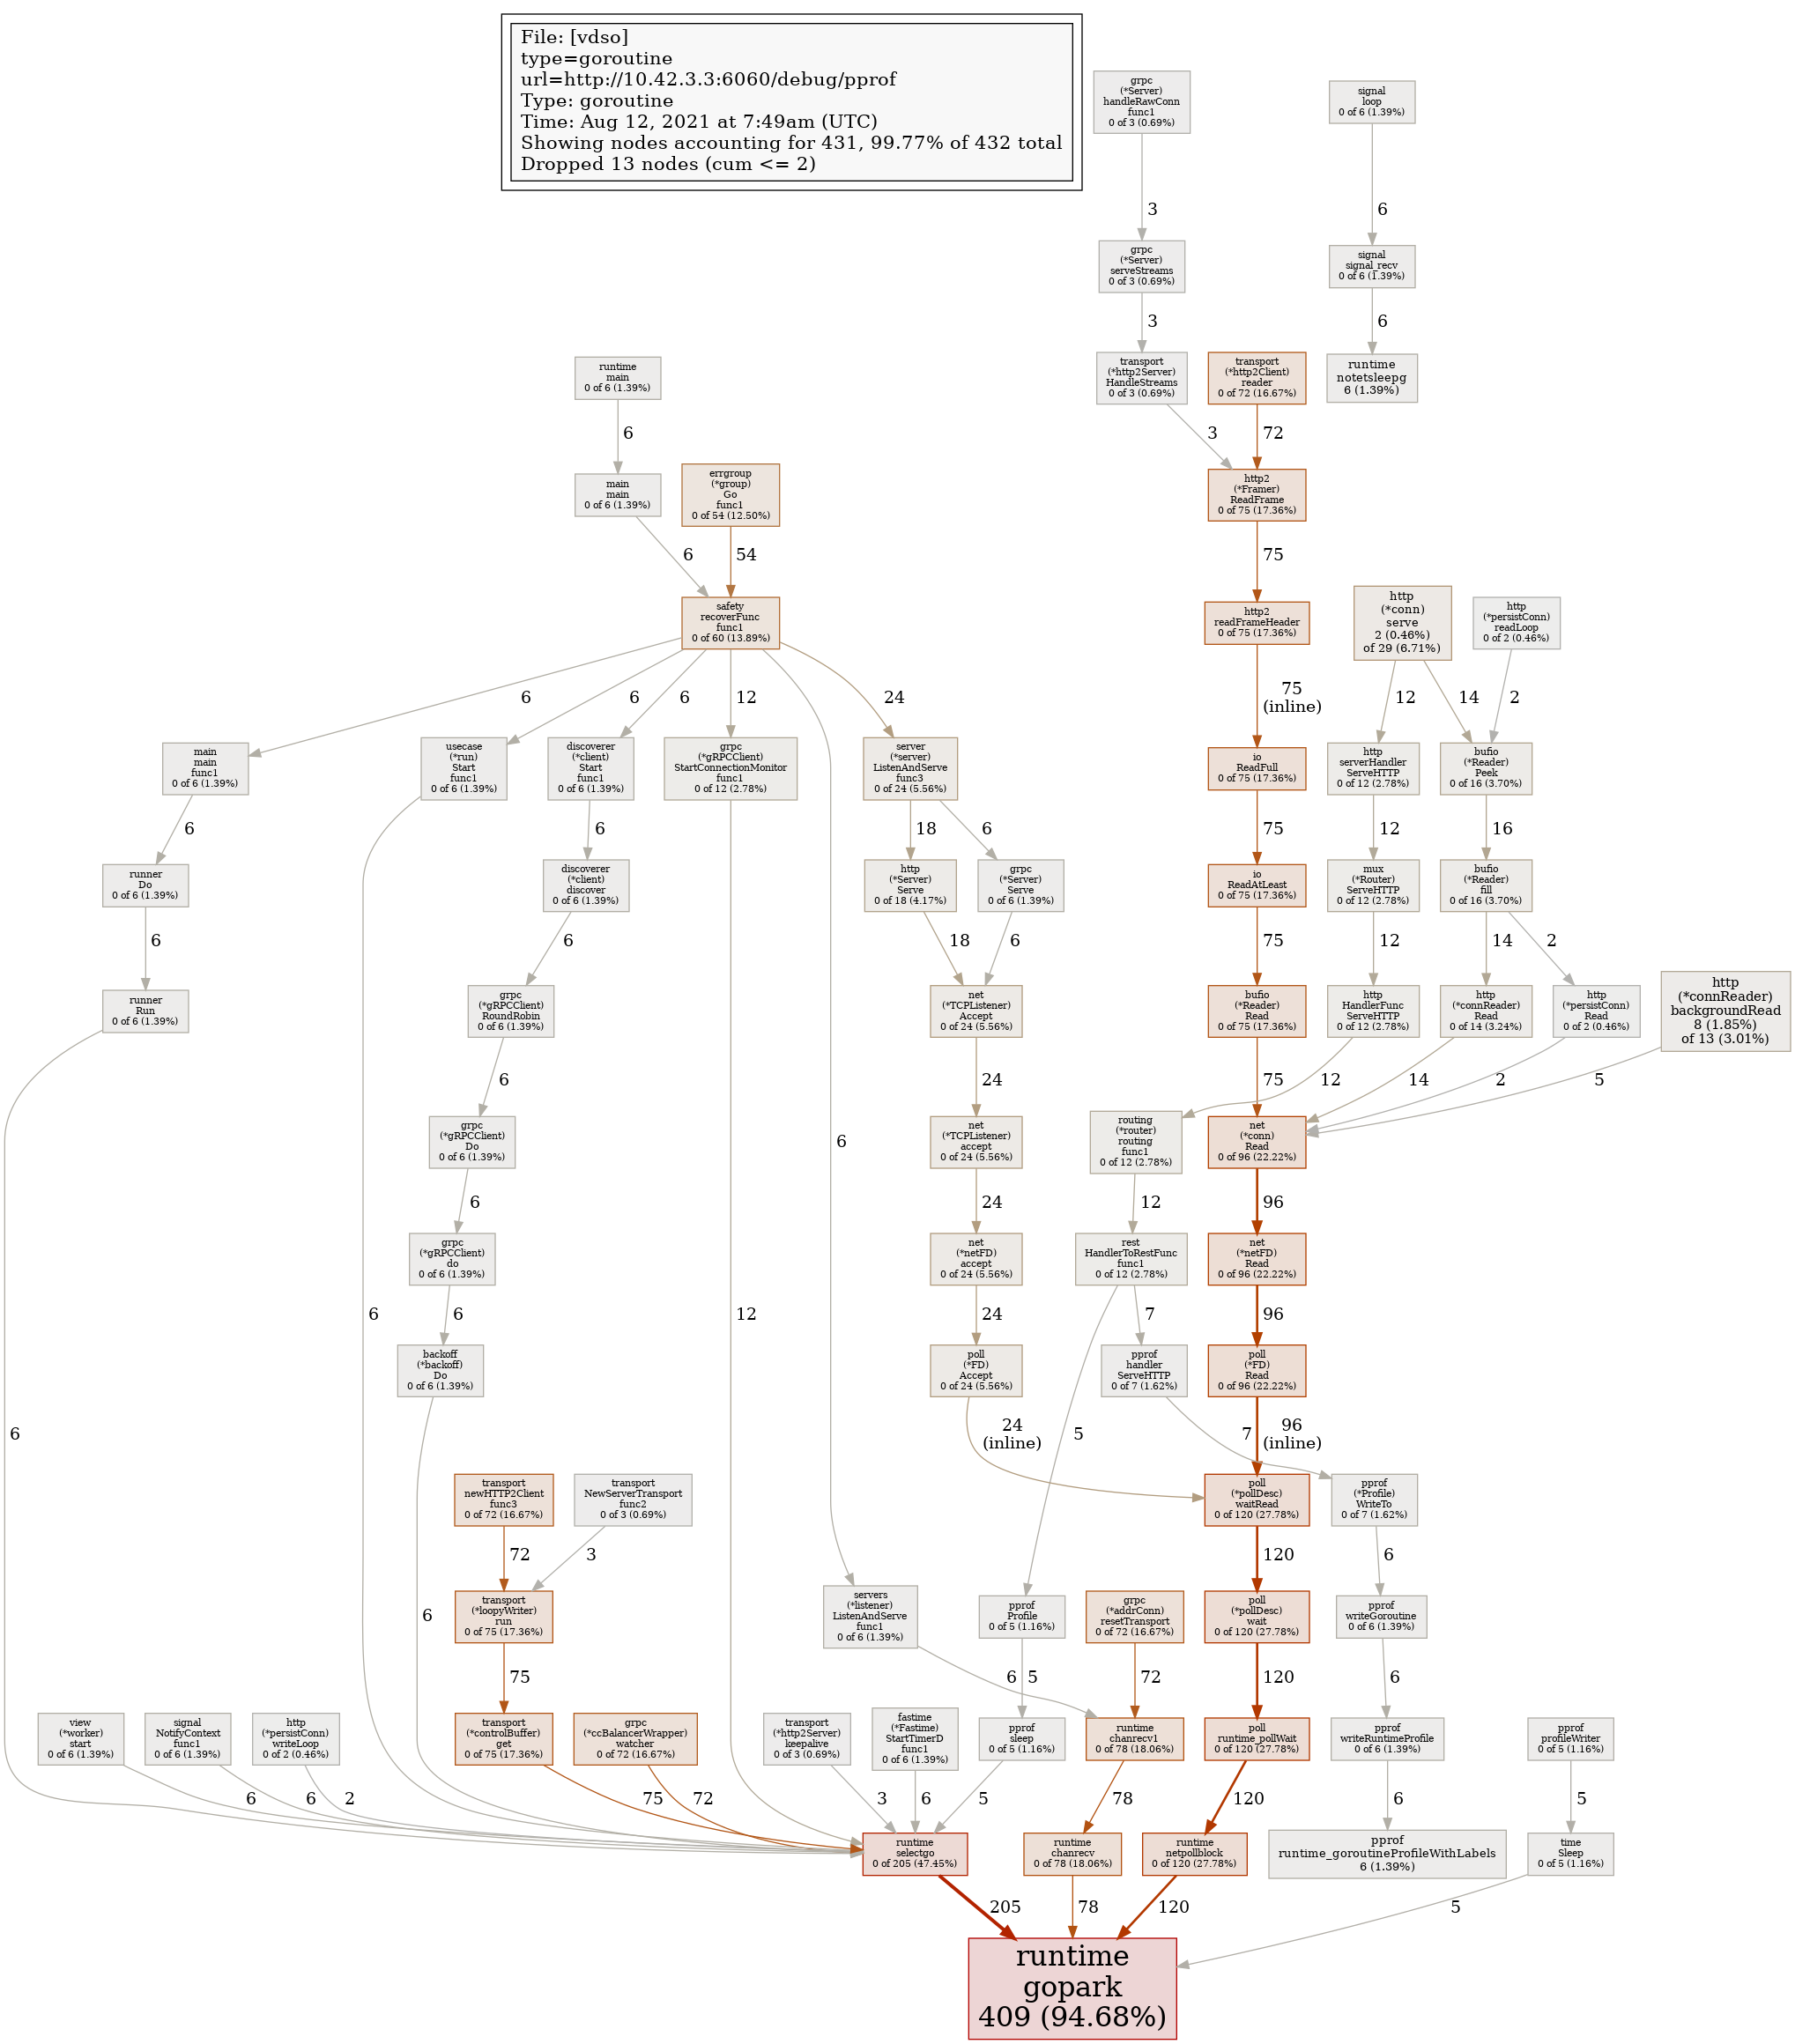 File: [vdso]
type=goroutine
url=http://10.42.3.3:6060/debug/pprof
Type: goroutine
Time: Aug 12, 2021 at 7:49am (UTC)
Showing nodes accounting for 431, 99.77% of 432 total
Dropped 13 nodes (cum <= 2)
grpc
(*Server)
handleRawConn
func1
0 of 3 (0.69%)
signal
loop
0 of 6 (1.39%)
3
6
grpc
(*Server)
serveStreams
0 of 3 (0.69%)
signal
signal_recv
0 of 6 (1.39%)
3
6
runtime
main
0 of 6 (1.39%)
transport
(*http2Server)
HandleStreams
0 of 3 (0.69%)
transport
(*http2Client)
reader
0 of 72 (16.67%)
runtime
notetsleepg
6 (1.39%)
6
3
72
main
main
0 of 6 (1.39%)
errgroup
(*group)
Go
func1
0 of 54 (12.50%)
http2
(*Framer)
ReadFrame
0 of 75 (17.36%)
6
54
75
safety
recoverFunc
func1
0 of 60 (13.89%)
http2
readFrameHeader
0 of 75 (17.36%)
http
(*conn)
serve
2 (0.46%)
of 29 (6.71%)
http
(*persistConn)
readLoop
0 of 2 (0.46%)
6
6
6
12
24
75
(inline)
12
14
2
main
main
func1
0 of 6 (1.39%)
usecase
(*run)
Start
func1
0 of 6 (1.39%)
discoverer
(*client)
Start
func1
0 of 6 (1.39%)
grpc
(*gRPCClient)
StartConnectionMonitor
func1
0 of 12 (2.78%)
server
(*server)
ListenAndServe
func3
0 of 24 (5.56%)
io
ReadFull
0 of 75 (17.36%)
http
serverHandler
ServeHTTP
0 of 12 (2.78%)
bufio
(*Reader)
Peek
0 of 16 (3.70%)
6
6
18
6
75
12
16
runner
Do
0 of 6 (1.39%)
discoverer
(*client)
discover
0 of 6 (1.39%)
http
(*Server)
Serve
0 of 18 (4.17%)
grpc
(*Server)
Serve
0 of 6 (1.39%)
io
ReadAtLeast
0 of 75 (17.36%)
mux
(*Router)
ServeHTTP
0 of 12 (2.78%)
bufio
(*Reader)
fill
0 of 16 (3.70%)
6
6
18
6
75
12
14
2
runner
Run
0 of 6 (1.39%)
grpc
(*gRPCClient)
RoundRobin
0 of 6 (1.39%)
net
(*TCPListener)
Accept
0 of 24 (5.56%)
bufio
(*Reader)
Read
0 of 75 (17.36%)
http
HandlerFunc
ServeHTTP
0 of 12 (2.78%)
http
(*connReader)
Read
0 of 14 (3.24%)
http
(*persistConn)
Read
0 of 2 (0.46%)
http
(*connReader)
backgroundRead
8 (1.85%)
of 13 (3.01%)
6
24
75
12
14
2
5
grpc
(*gRPCClient)
Do
0 of 6 (1.39%)
6
net
(*TCPListener)
accept
0 of 24 (5.56%)
routing
(*router)
routing
func1
0 of 12 (2.78%)
net
(*conn)
Read
0 of 96 (22.22%)
6
24
12
96
grpc
(*gRPCClient)
do
0 of 6 (1.39%)
net
(*netFD)
accept
0 of 24 (5.56%)
rest
HandlerToRestFunc
func1
0 of 12 (2.78%)
net
(*netFD)
Read
0 of 96 (22.22%)
6
6
12
24
7
96
backoff
(*backoff)
Do
0 of 6 (1.39%)
poll
(*FD)
Accept
0 of 24 (5.56%)
pprof
handler
ServeHTTP
0 of 7 (1.62%)
poll
(*FD)
Read
0 of 96 (22.22%)
6
24
(inline)
5
7
96
(inline)
transport
newHTTP2Client
func3
0 of 72 (16.67%)
transport
NewServerTransport
func2
0 of 3 (0.69%)
poll
(*pollDesc)
waitRead
0 of 120 (27.78%)
pprof
(*Profile)
WriteTo
0 of 7 (1.62%)
72
3
120
6
6
transport
(*loopyWriter)
run
0 of 75 (17.36%)
servers
(*listener)
ListenAndServe
func1
0 of 6 (1.39%)
pprof
Profile
0 of 5 (1.16%)
grpc
(*addrConn)
resetTransport
0 of 72 (16.67%)
poll
(*pollDesc)
wait
0 of 120 (27.78%)
pprof
writeGoroutine
0 of 6 (1.39%)
75
6
5
72
120
6
view
(*worker)
start
0 of 6 (1.39%)
signal
NotifyContext
func1
0 of 6 (1.39%)
http
(*persistConn)
writeLoop
0 of 2 (0.46%)
transport
(*controlBuffer)
get
0 of 75 (17.36%)
grpc
(*ccBalancerWrapper)
watcher
0 of 72 (16.67%)
transport
(*http2Server)
keepalive
0 of 3 (0.69%)
fastime
(*Fastime)
StartTimerD
func1
0 of 6 (1.39%)
pprof
sleep
0 of 5 (1.16%)
runtime
chanrecv1
0 of 78 (18.06%)
poll
runtime_pollWait
0 of 120 (27.78%)
pprof
writeRuntimeProfile
0 of 6 (1.39%)
pprof
profileWriter
0 of 5 (1.16%)
6
6
2
75
72
3
6
5
78
120
6
5
runtime
selectgo
0 of 205 (47.45%)
runtime
chanrecv
0 of 78 (18.06%)
runtime
netpollblock
0 of 120 (27.78%)
pprof
runtime_goroutineProfileWithLabels
6 (1.39%)
time
Sleep
0 of 5 (1.16%)
205
78
120
5
runtime
gopark
409 (94.68%)